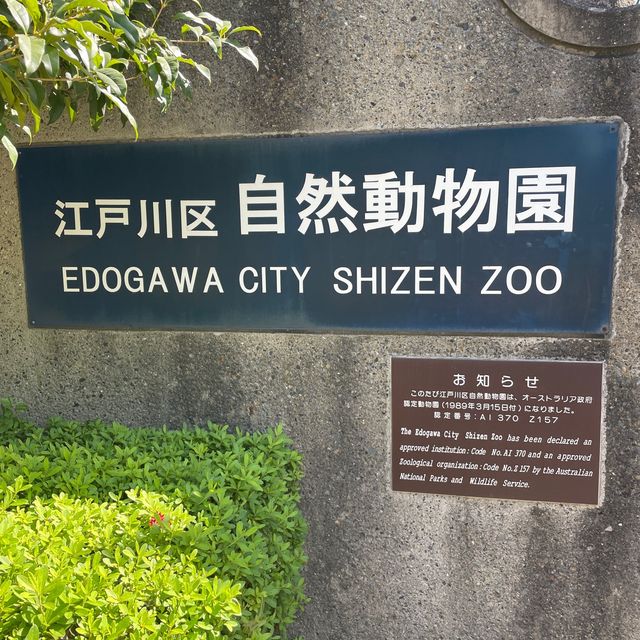 江戸川区 自然動物園
EDOGAWA CITY SHIZEN ZOO
お知らせ
このたび江戸川区自然動物園は、オーストラリア政府
認定動物園(1989年3月15日付)になりました。
認定番号:AI 370 Z157
The Edogawa City Shizen Zoo has been declared an
approved institution: Code No. AI 370 and an approved
Zoological organization: Code No. Z 157 by the Australian
National Parks and Wildlife Service.